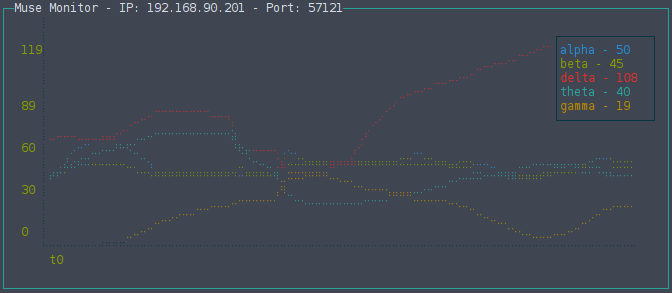 Muse Monitor - IP: 192.168.90.201 - Port: 57121
119
alpha - 50
beta - 45
delta - 108
theta - 40
gamma - 19
89
60
30
0
t0